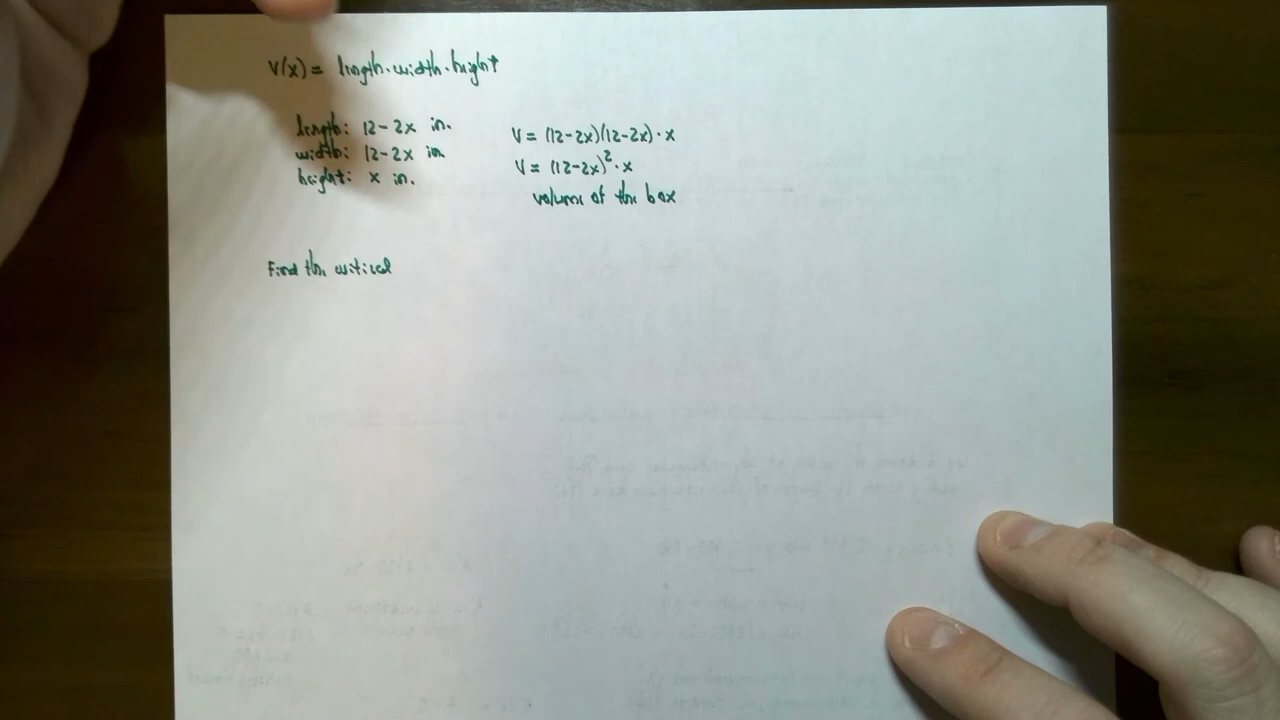 V(x) = length·width·height
length: 12-2x in.
width: 12-2x in.
height: x in.
V = (12-2x)(12-2x)·x
V = (12-2x)²·x
volume of the box
Find the critical